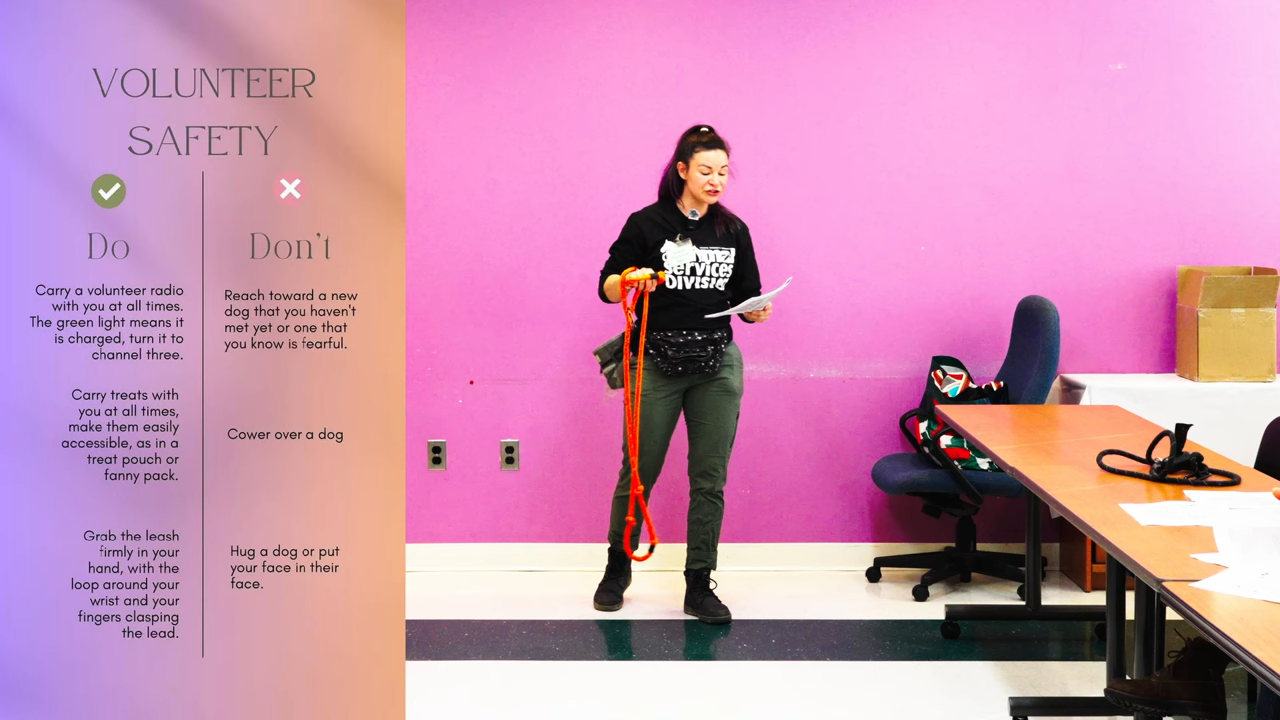 VOLUNTEER
SAFETY
Do
Carry a volunteer radio
with you at all times.
The green light means it
is charged, turn it to
channel three.
Carry treats with
you at all times,
make them easily
accessible, as in a
treat pouch or
fanny pack.
Grab the leash
firmly in your
hand, with the
loop around your
wrist and your
fingers clasping
the lead.
Don't
Reach toward a new
dog that you haven't
met yet or one that
you know is fearful.
Cower over a dog
Hug a dog or put
your face in their
face.
Services
Division